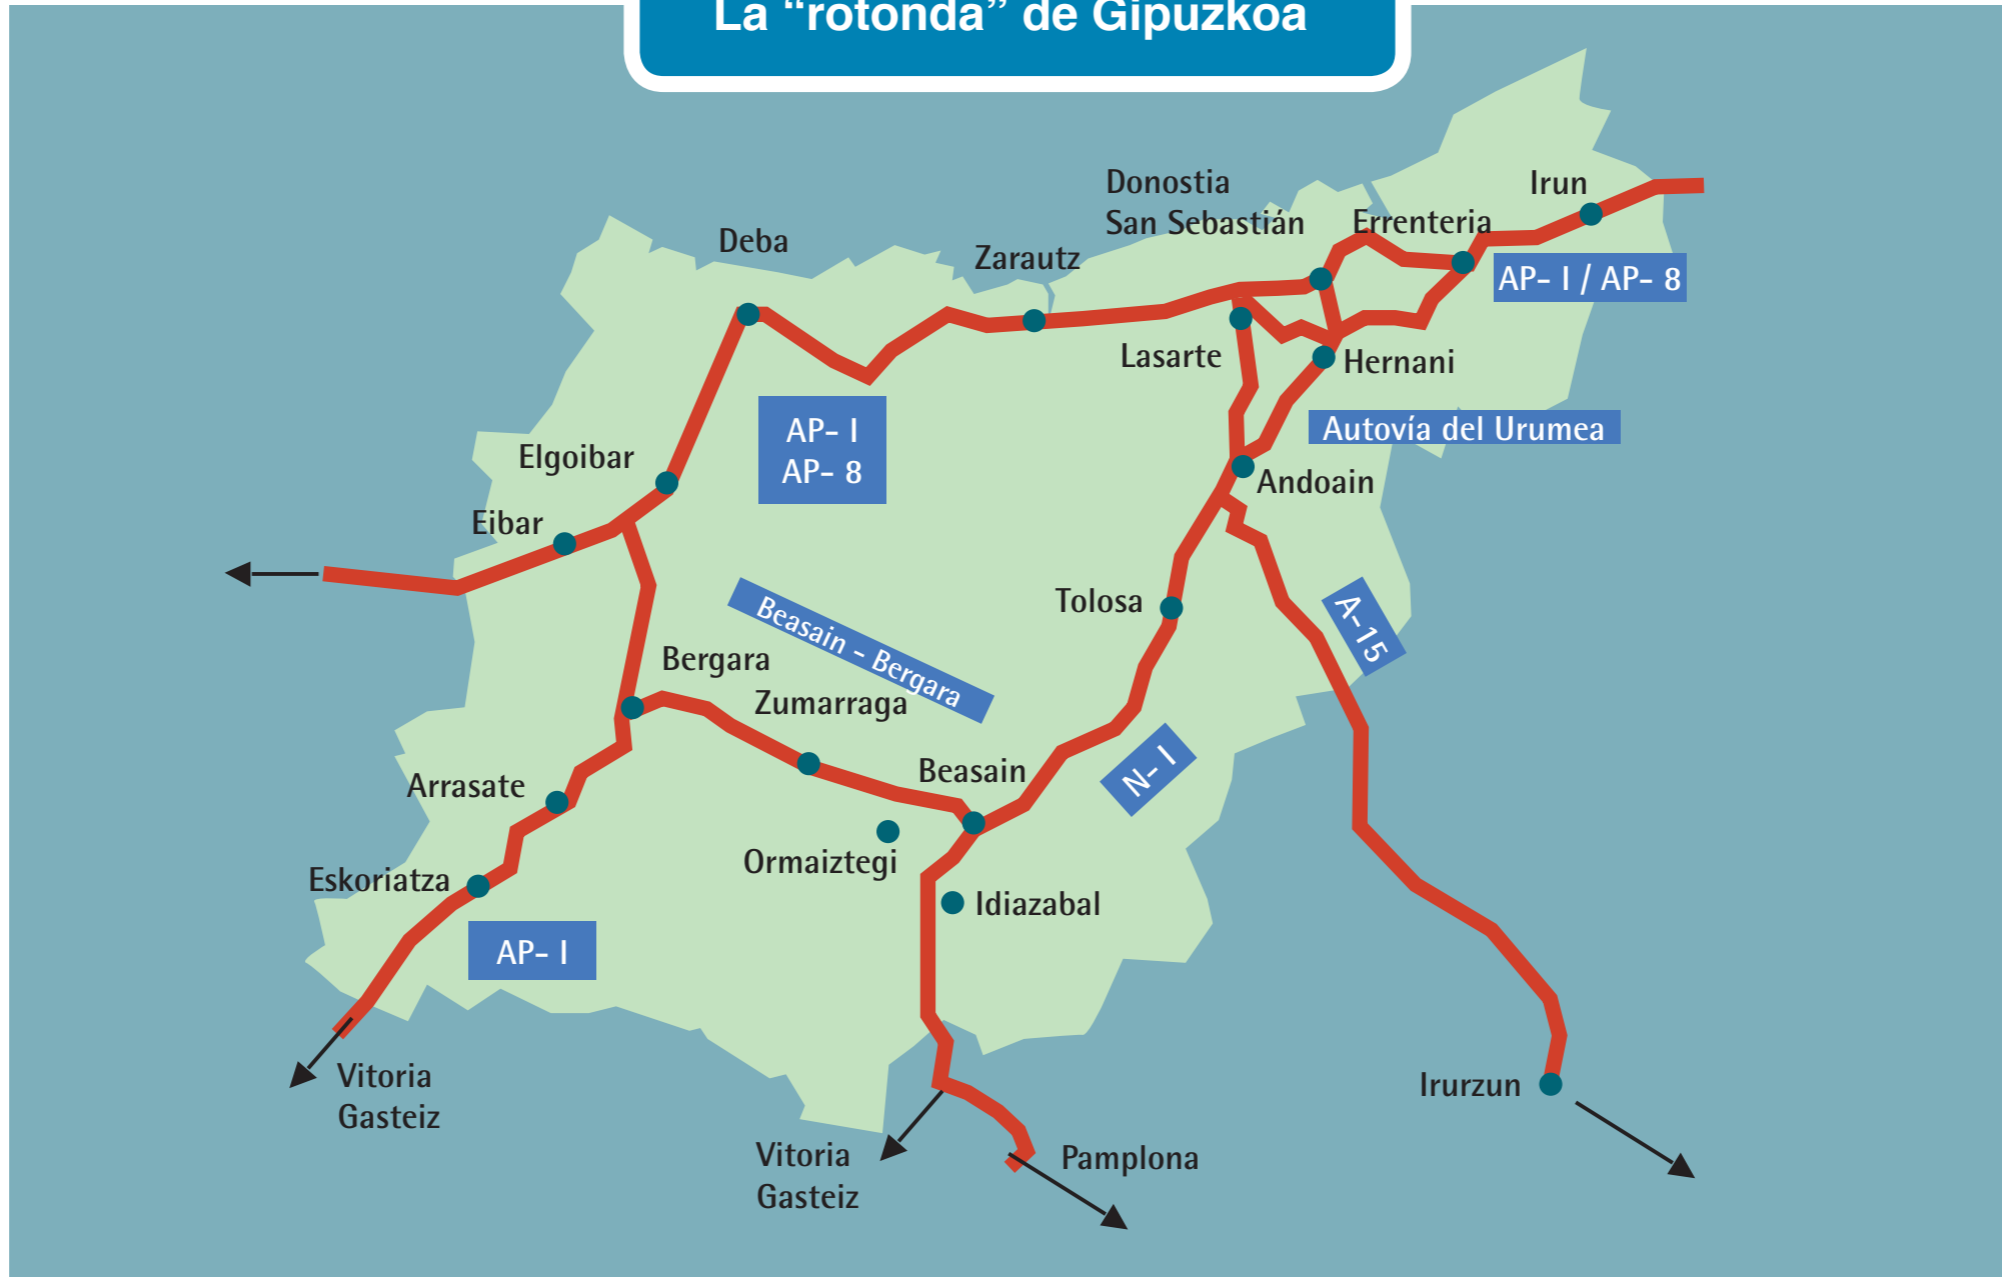 La “rotonda” de Gipuzkoa
Donostia
San Sebastián
Irun
Errenteria
Deba
Zarautz
AP- I / AP- 8
Lasarte
Hernani
AP- I
AP- 8
Autovía del Urumea
Elgoibar
Andoain
Eibar
Tolosa
A-15
Beasain - Bergara
Bergara
Zumarraga
Beasain
N- I
Arrasate
Ormaiztegi
Eskoriatza
Idiazabal
AP- I
Vitoria
Gasteiz
Irurzun
Vitoria
Gasteiz
Pamplona